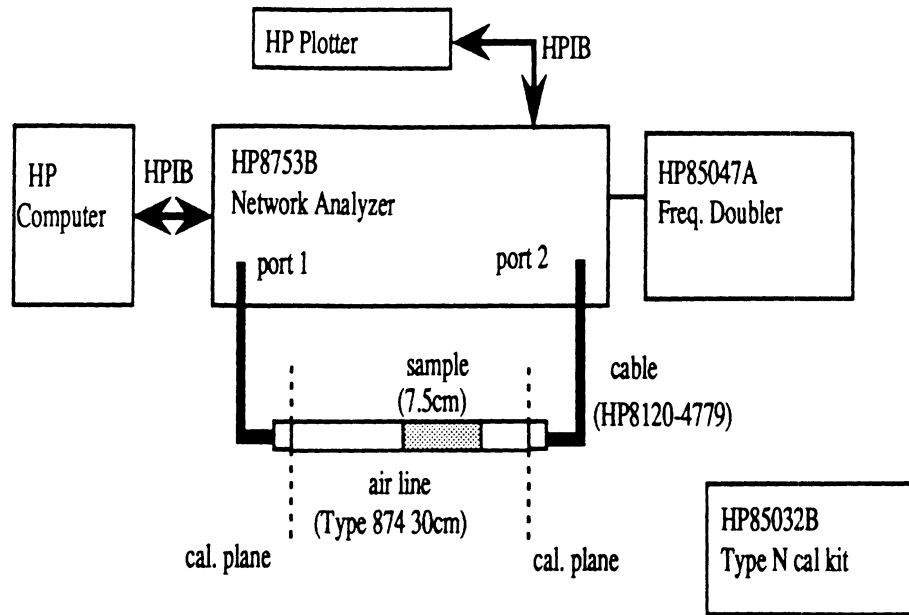 HP Plotter
HPIB
HP
Computer
HPIB
HP8753B
Network Analyzer
port 1
port 2
HP85047A
Freq. Doubler
sample
(7.5cm)
cable
(HP8120-4779)
air line
(Type 874 30cm)
cal. plane
cal. plane
HP85032B
Type N cal kit